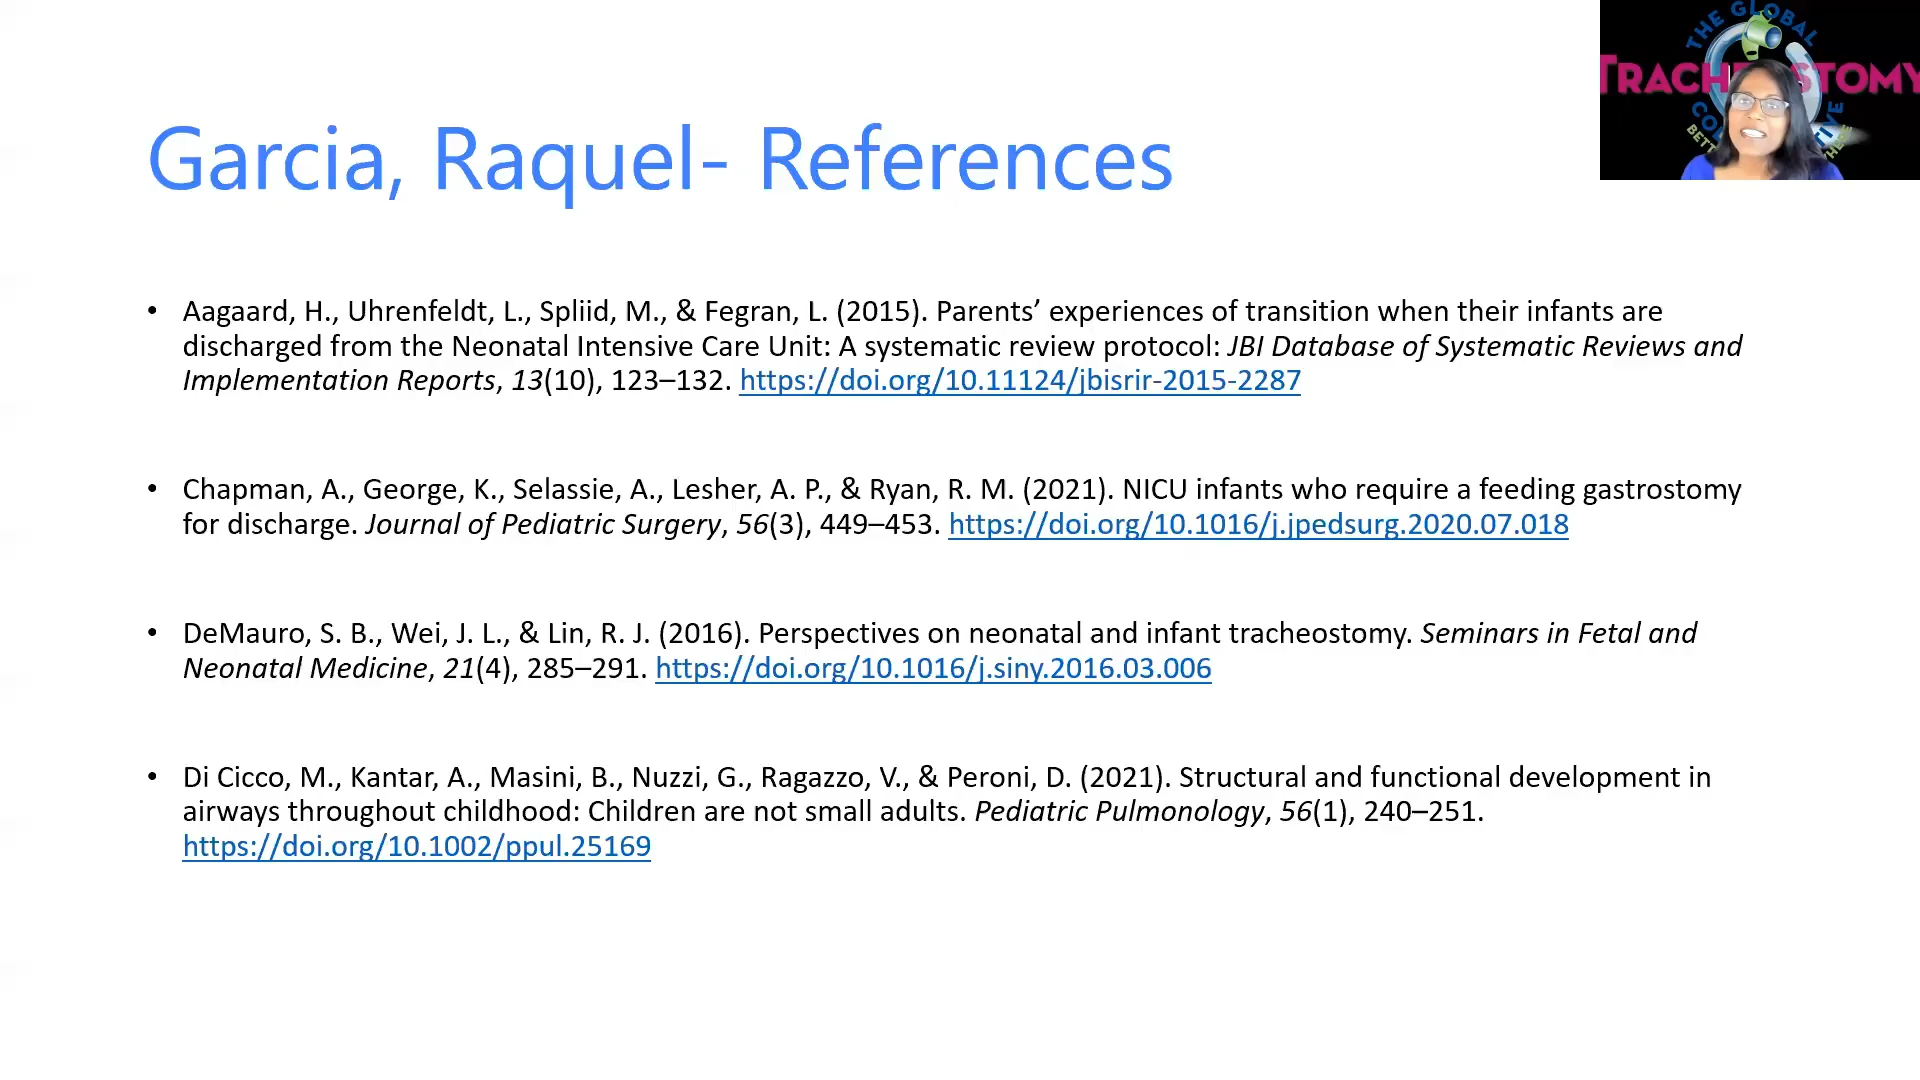 THE GLOBAL
TRACHEOSTOMY
Garcia, Raquel- References
• Aagaard, H., Uhrenfeldt, L., Spliid, M., & Fegran, L. (2015). Parents’ experiences of transition when their infants are
discharged from the Neonatal Intensive Care Unit: A systematic review protocol: JBI Database of Systematic Reviews and
Implementation Reports, 13(10), 123–132. https://doi.org/10.11124/jbisrir-2015-2287
• Chapman, A., George, K., Selassie, A., Lesher, A. P., & Ryan, R. M. (2021). NICU infants who require a feeding gastrostomy
for discharge. Journal of Pediatric Surgery, 56(3), 449–453. https://doi.org/10.1016/j.jpedsurg.2020.07.018
• DeMauro, S. B., Wei, J. L., & Lin, R. J. (2016). Perspectives on neonatal and infant tracheostomy. Seminars in Fetal and
Neonatal Medicine, 21(4), 285–291. https://doi.org/10.1016/j.siny.2016.03.006
• Di Cicco, M., Kantar, A., Masini, B., Nuzzi, G., Ragazzo, V., & Peroni, D. (2021). Structural and functional development in
airways throughout childhood: Children are not small adults. Pediatric Pulmonology, 56(1), 240–251.
https://doi.org/10.1002/ppul.25169